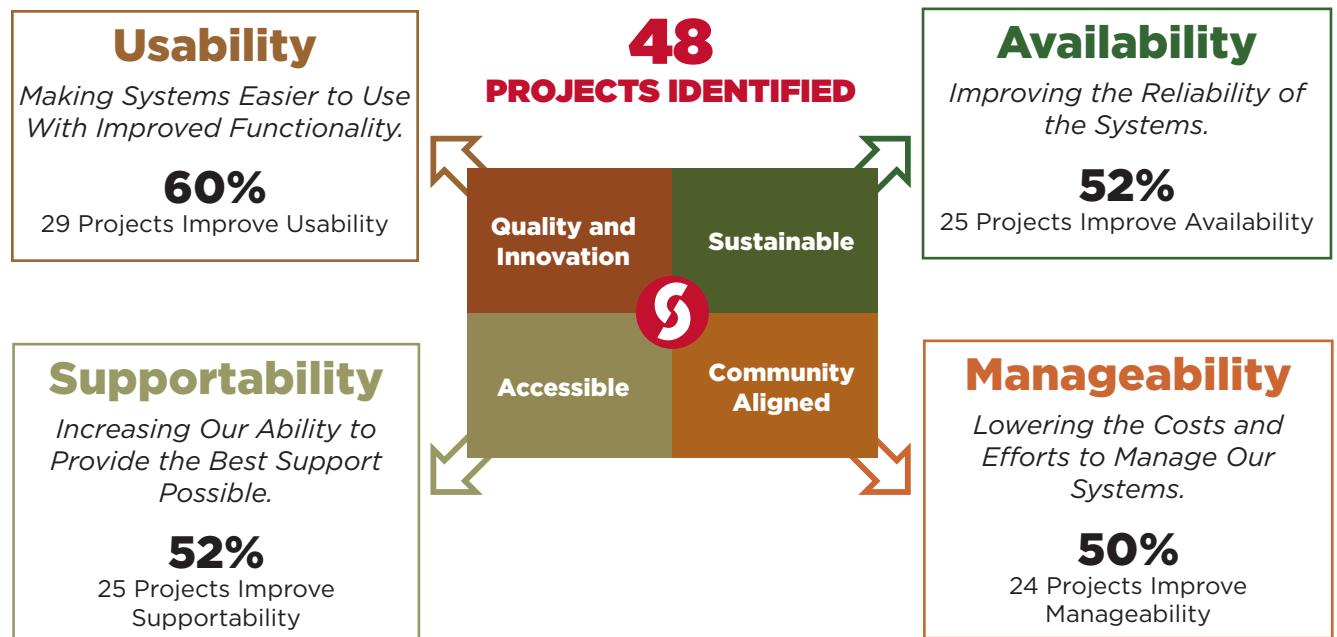 Usability
Making Systems Easier to Use
With Improved Functionality.
60%
29 Projects Improve Usability
48
PROJECTS IDENTIFIED
Availability
Improving the Reliability of
the Systems.
52%
25 Projects Improve Availability
Quality and
Innovation
Sustainable
Accessible
Community
Aligned
Supportability
Increasing Our Ability to
Provide the Best Support
Possible.
52%
25 Projects Improve
Supportability
Manageability
Lowering the Costs and
Efforts to Manage Our
Systems.
50%
24 Projects Improve
Manageability